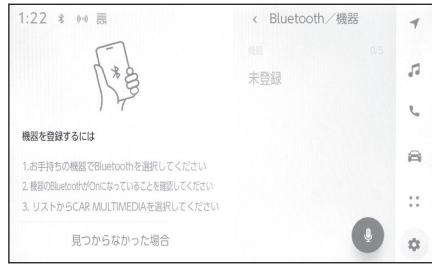 1:22
< Bluetooth／機器
機器 0/5
未登録
機器を登録するには
1.お手持ちの機器でBluetoothを選択してください
2. 機器のBluetoothがOnになっていることを確認してください
3. リストからCAR MULTIMEDIAを選択してください
見つからなかった場合